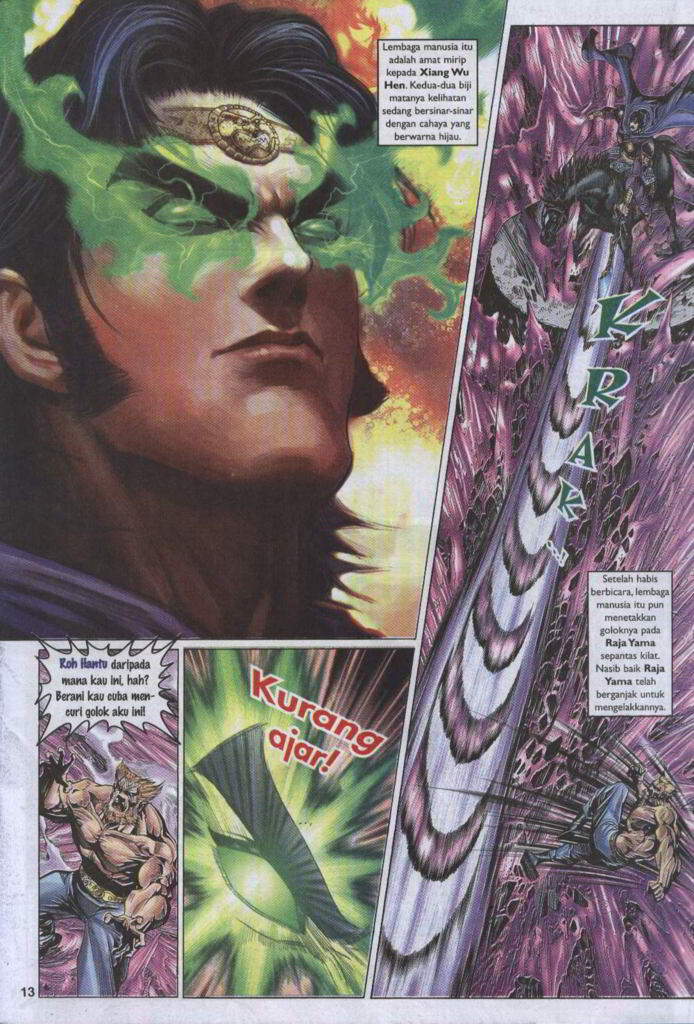 Lembaga manusia itu
adalah amat mirip
kepada Xiang Wu
Hen. Kedua-dua biji
matanya kelihatan
sedang bersinar-sinar
dengan cahaya yang
berwarna hijau.
Roh Hantu daripada
mana kau ini, hah?
Berani kau cuba men-
curi golok aku ini!
Kurang
ajar!
KRAK...!
Setelah habis
berbicara, lembaga
manusia itu pun
menetakkan
goloknya pada
Raja Yama
sepantas kilat.
Nasib baik Raja
Yama telah
berganjak untuk
mengelakkannya.
13